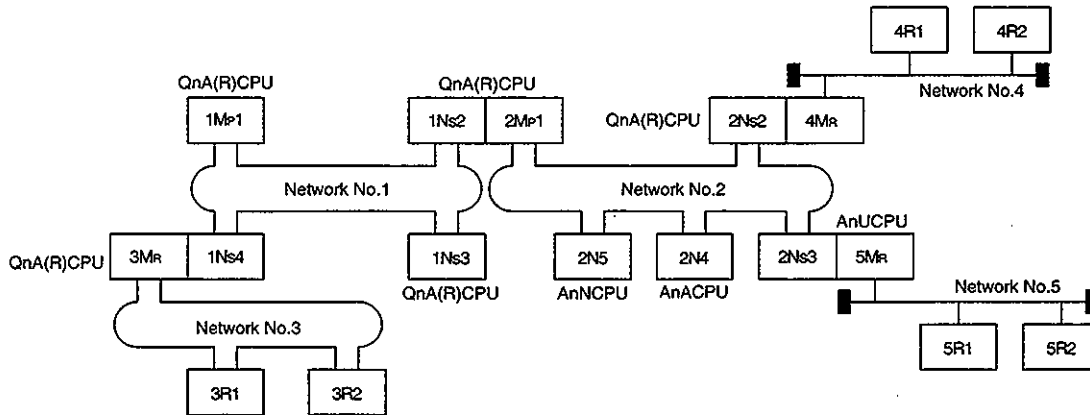 4R1
4R2
Network No.4
QnA(R)CPU
QnA(R)CPU
1MP1
1NS2
2MP1
QnA(R)CPU
2NS2
4MR
Network No.1
Network No.2
AnUCPU
QnA(R)CPU
3MR
1NS4
1NS3
2N5
2N4
2NS3
5MR
QnA(R)CPU
AnNCPU
AnACPU
Network No.5
Network No.3
5R1
5R2
3R1
3R2